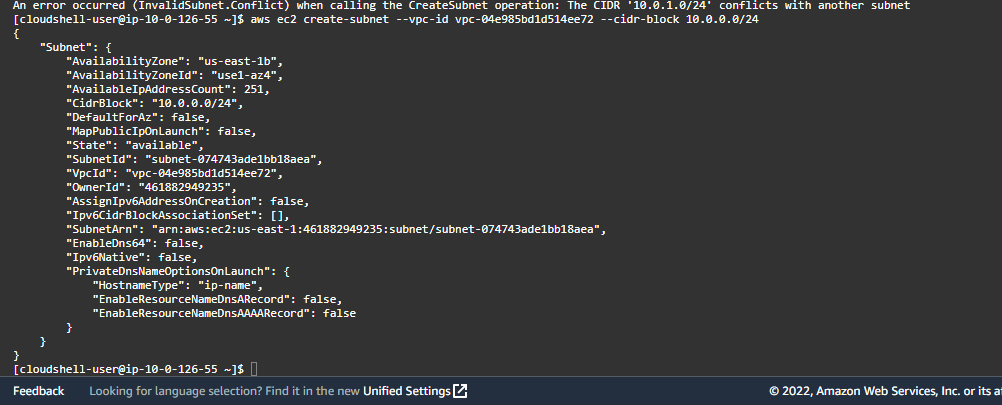 An error occurred (InvalidSubnet.Conflict) when calling the CreateSubnet operation: The CIDR '10.0.1.0/24' conflicts with another subnet
[cloudshell-user@ip-10-0-126-55 ~]$ aws ec2 create-subnet --vpc-id vpc-04e985bd1d514ee72 --cidr-block 10.0.0.0/24
{
    "Subnet": {
        "AvailabilityZone": "us-east-1b",
        "AvailabilityZoneId": "use1-az4",
        "AvailableIpAddressCount": 251,
        "CidrBlock": "10.0.0.0/24",
        "DefaultForAz": false,
        "MapPublicIpOnLaunch": false,
        "State": "available",
        "SubnetId": "subnet-074743ade1bb18aea",
        "VpcId": "vpc-04e985bd1d514ee72",
        "OwnerId": "461882949235",
        "AssignIpv6AddressOnCreation": false,
        "Ipv6CidrBlockAssociationSet": [],
        "SubnetArn": "arn:aws:ec2:us-east-1:461882949235:subnet/subnet-074743ade1bb18aea",
        "EnableDns64": false,
        "Ipv6Native": false,
        "PrivateDnsNameOptionsOnLaunch": {
            "HostnameType": "ip-name",
            "EnableResourceNameDnsARecord": false,
            "EnableResourceNameDnsAAAARecord": false
        }
    }
}
[cloudshell-user@ip-10-0-126-55 ~]$
Feedback Looking for language selection? Find it in the new Unified Settings © 2022, Amazon Web Services, Inc. or its a